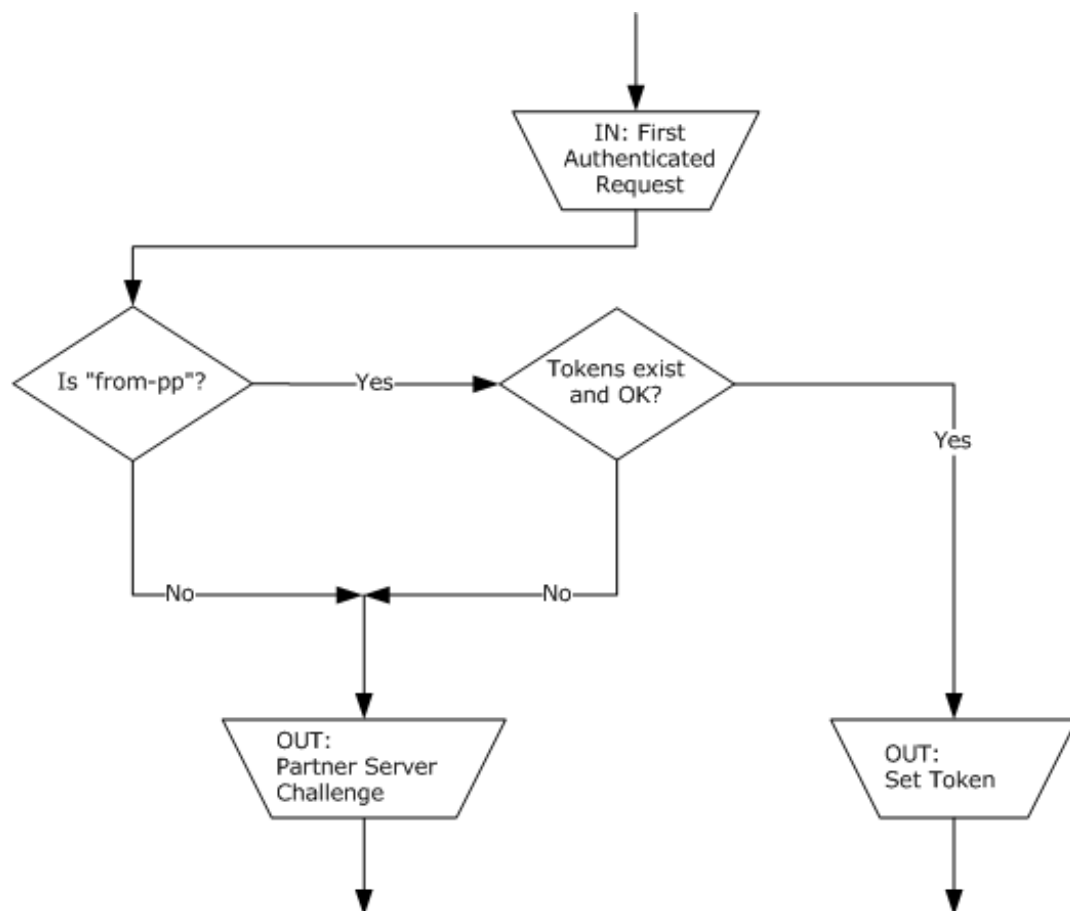 IN: First
Authenticated
Request
Is "from-pp"?
Yes
Tokens exist
and OK?
Yes
No
No
OUT:
Partner Server
Challenge
OUT:
Set Token